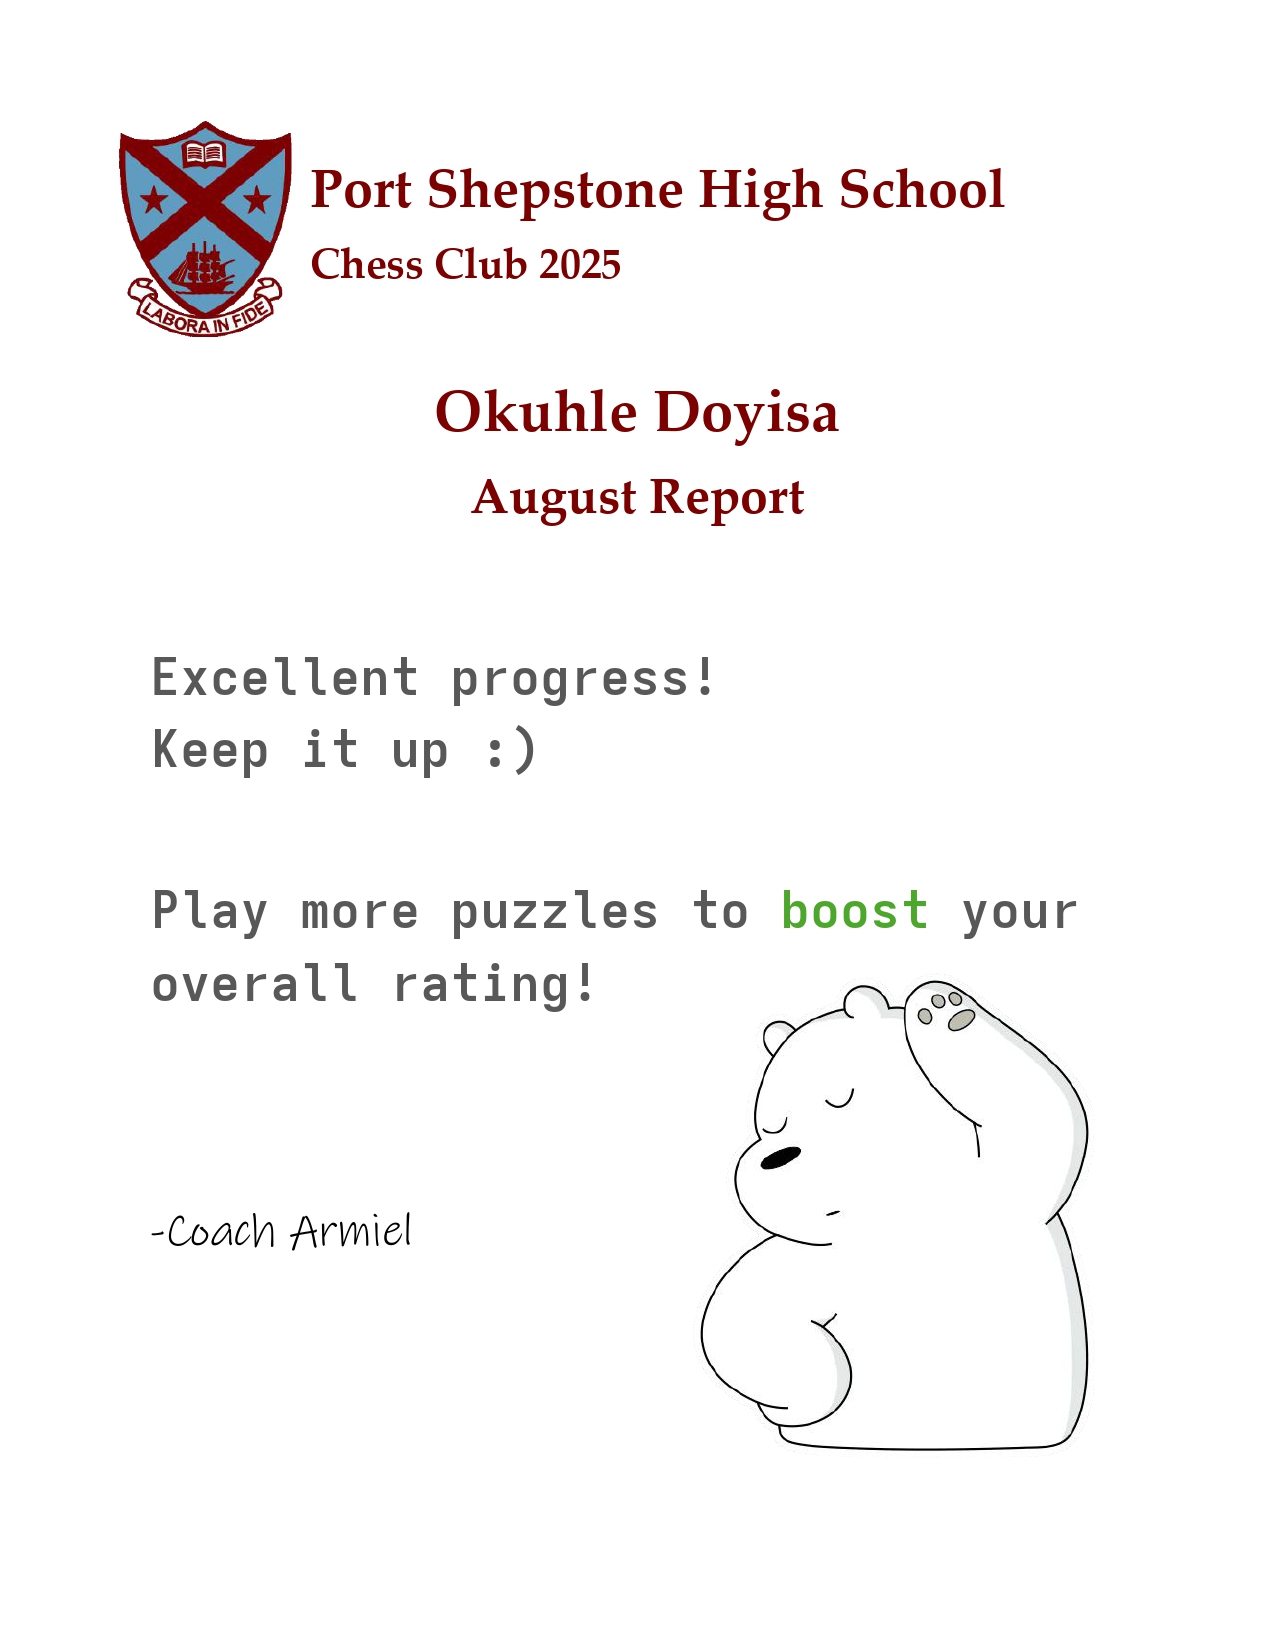 Port Shepstone High School
Chess Club 2025
LABORA IN FIDE
Okuhle Doyisa
August Report
Excellent progress!
Keep it up :)
Play more puzzles to boost your
overall rating!
-Coach Armiel